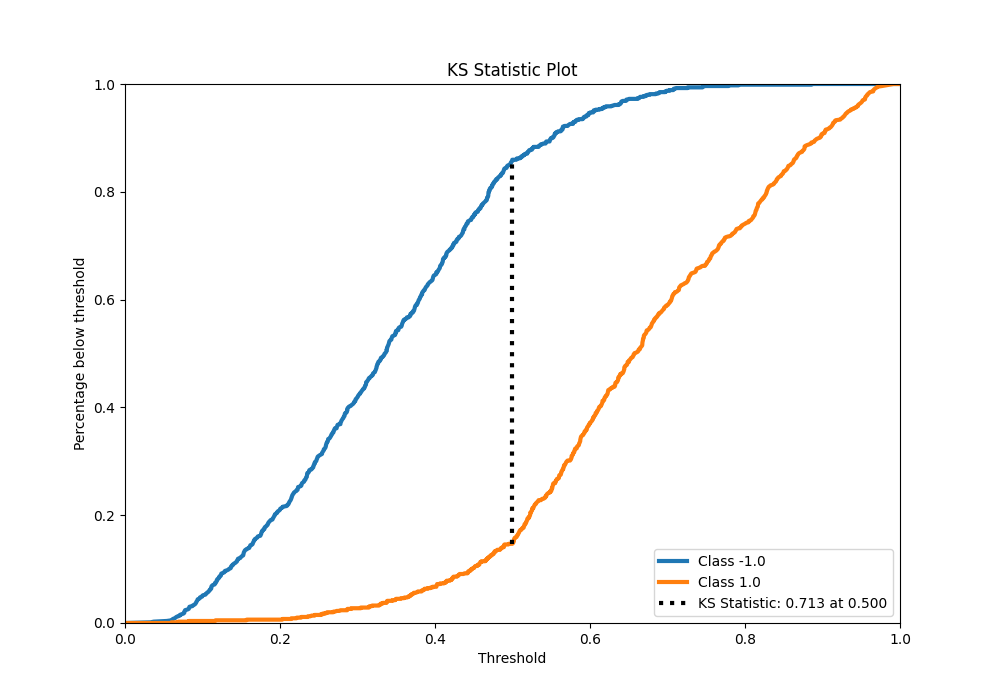 KS Statistic Plot
1.0
0.8
0.6
0.4
0.2
0.0
Percentage below threshold
0.0 0.2 0.4 0.6 0.8 1.0
Threshold
Class -1.0
Class 1.0
KS Statistic: 0.713 at 0.500